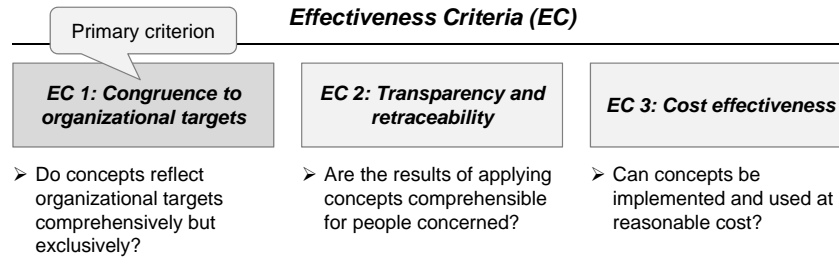 Effectiveness Criteria (EC)
Primary criterion
EC 1: Congruence to
organizational targets
➢ Do concepts reflect
organizational targets
comprehensively but
exclusively?
EC 2: Transparency and
retraceability
➢ Are the results of applying
concepts comprehensible
for people concerned?
EC 3: Cost effectiveness
➢ Can concepts be
implemented and used at
reasonable cost?